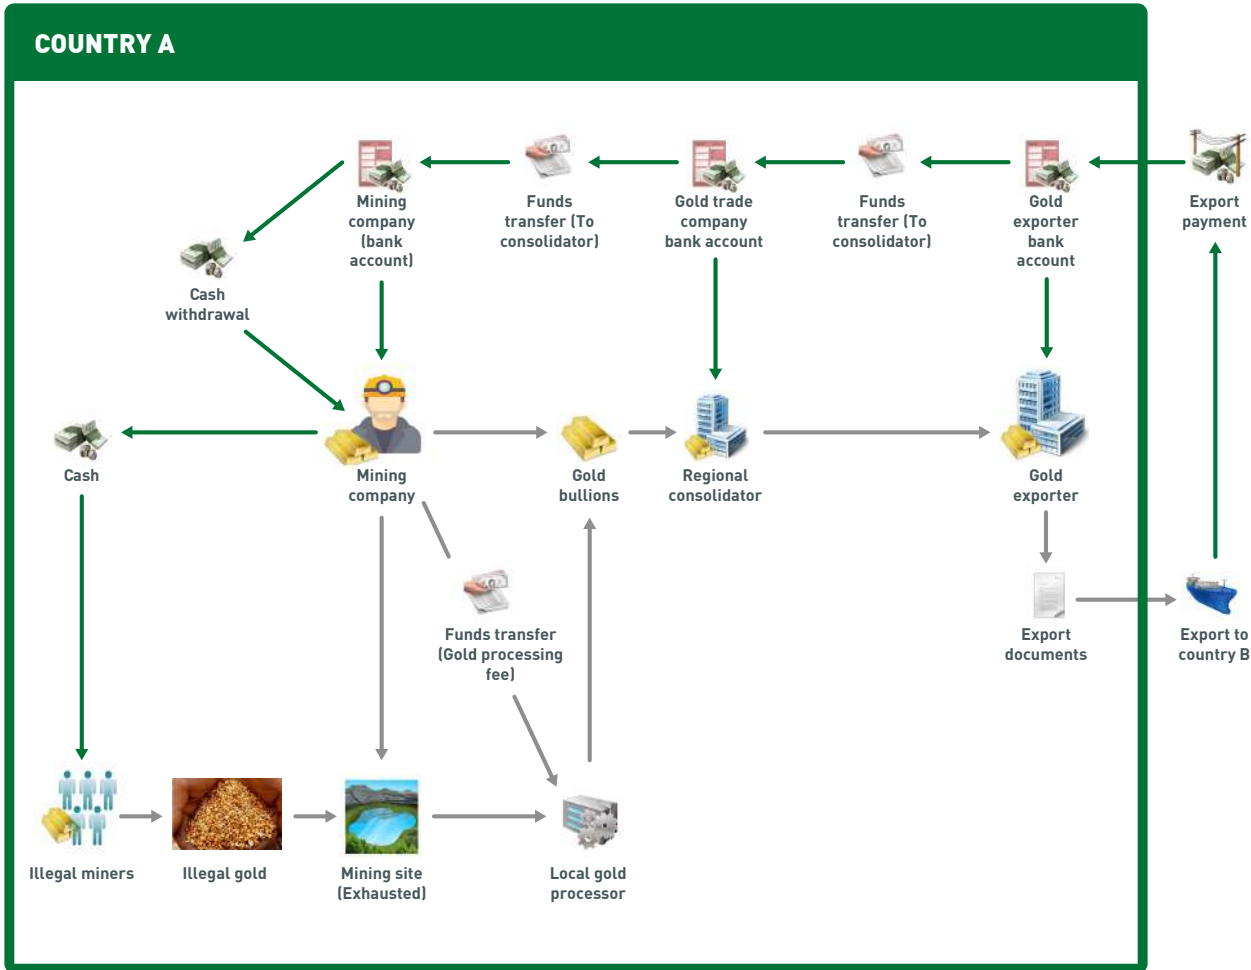 COUNTRY A
Mining
company
(bank
account)
Funds
transfer (To
consolidator)
Gold trade
company
bank account
Funds
transfer (To
consolidator)
Gold
exporter
bank
account
Export
payment
Cash
withdrawal
Cash
Mining
company
Gold
bullions
Regional
consolidator
Gold
exporter
Funds transfer
(Gold processing
fee)
Export
documents
Export to
country B
Illegal miners
Illegal gold
Mining site
(Exhausted)
Local gold
processor